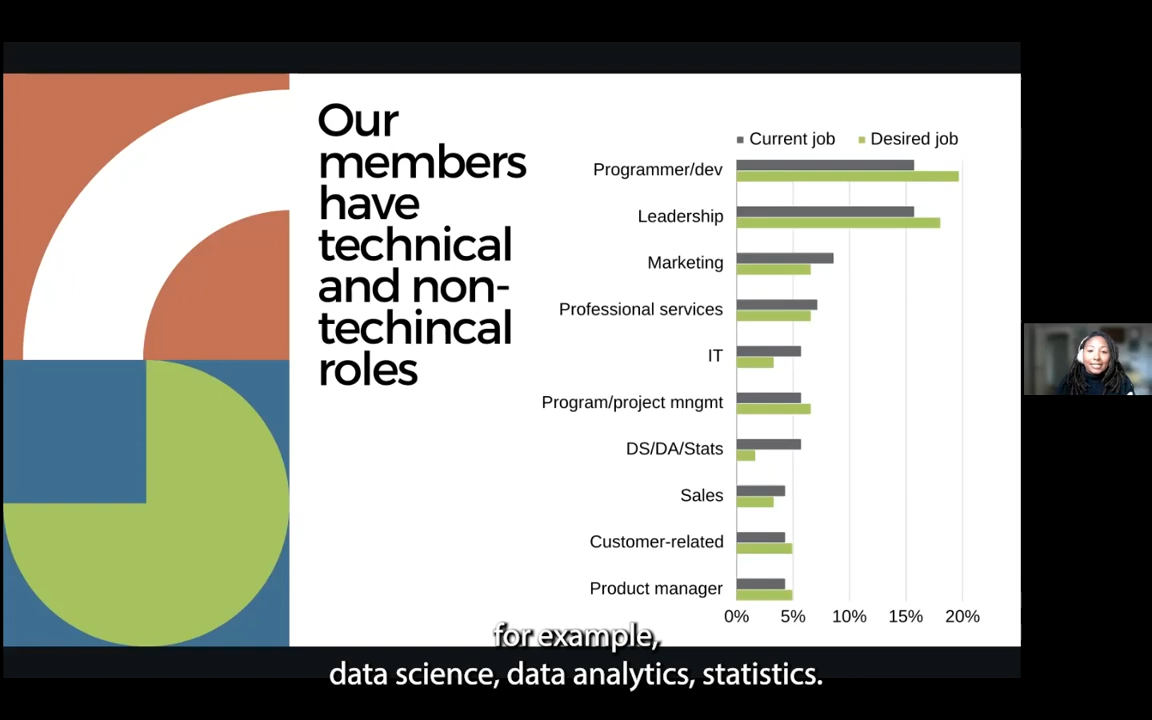 Our
members
have
technical
and non-
techincal
roles
Current job
Desired job
Programmer/dev
Leadership
Marketing
Professional services
IT
Program/project mngmt
DS/DA/Stats
Sales
Customer-related
Product manager
0% 5% 10% 15% 20%
for example,
data science, data analytics, statistics.